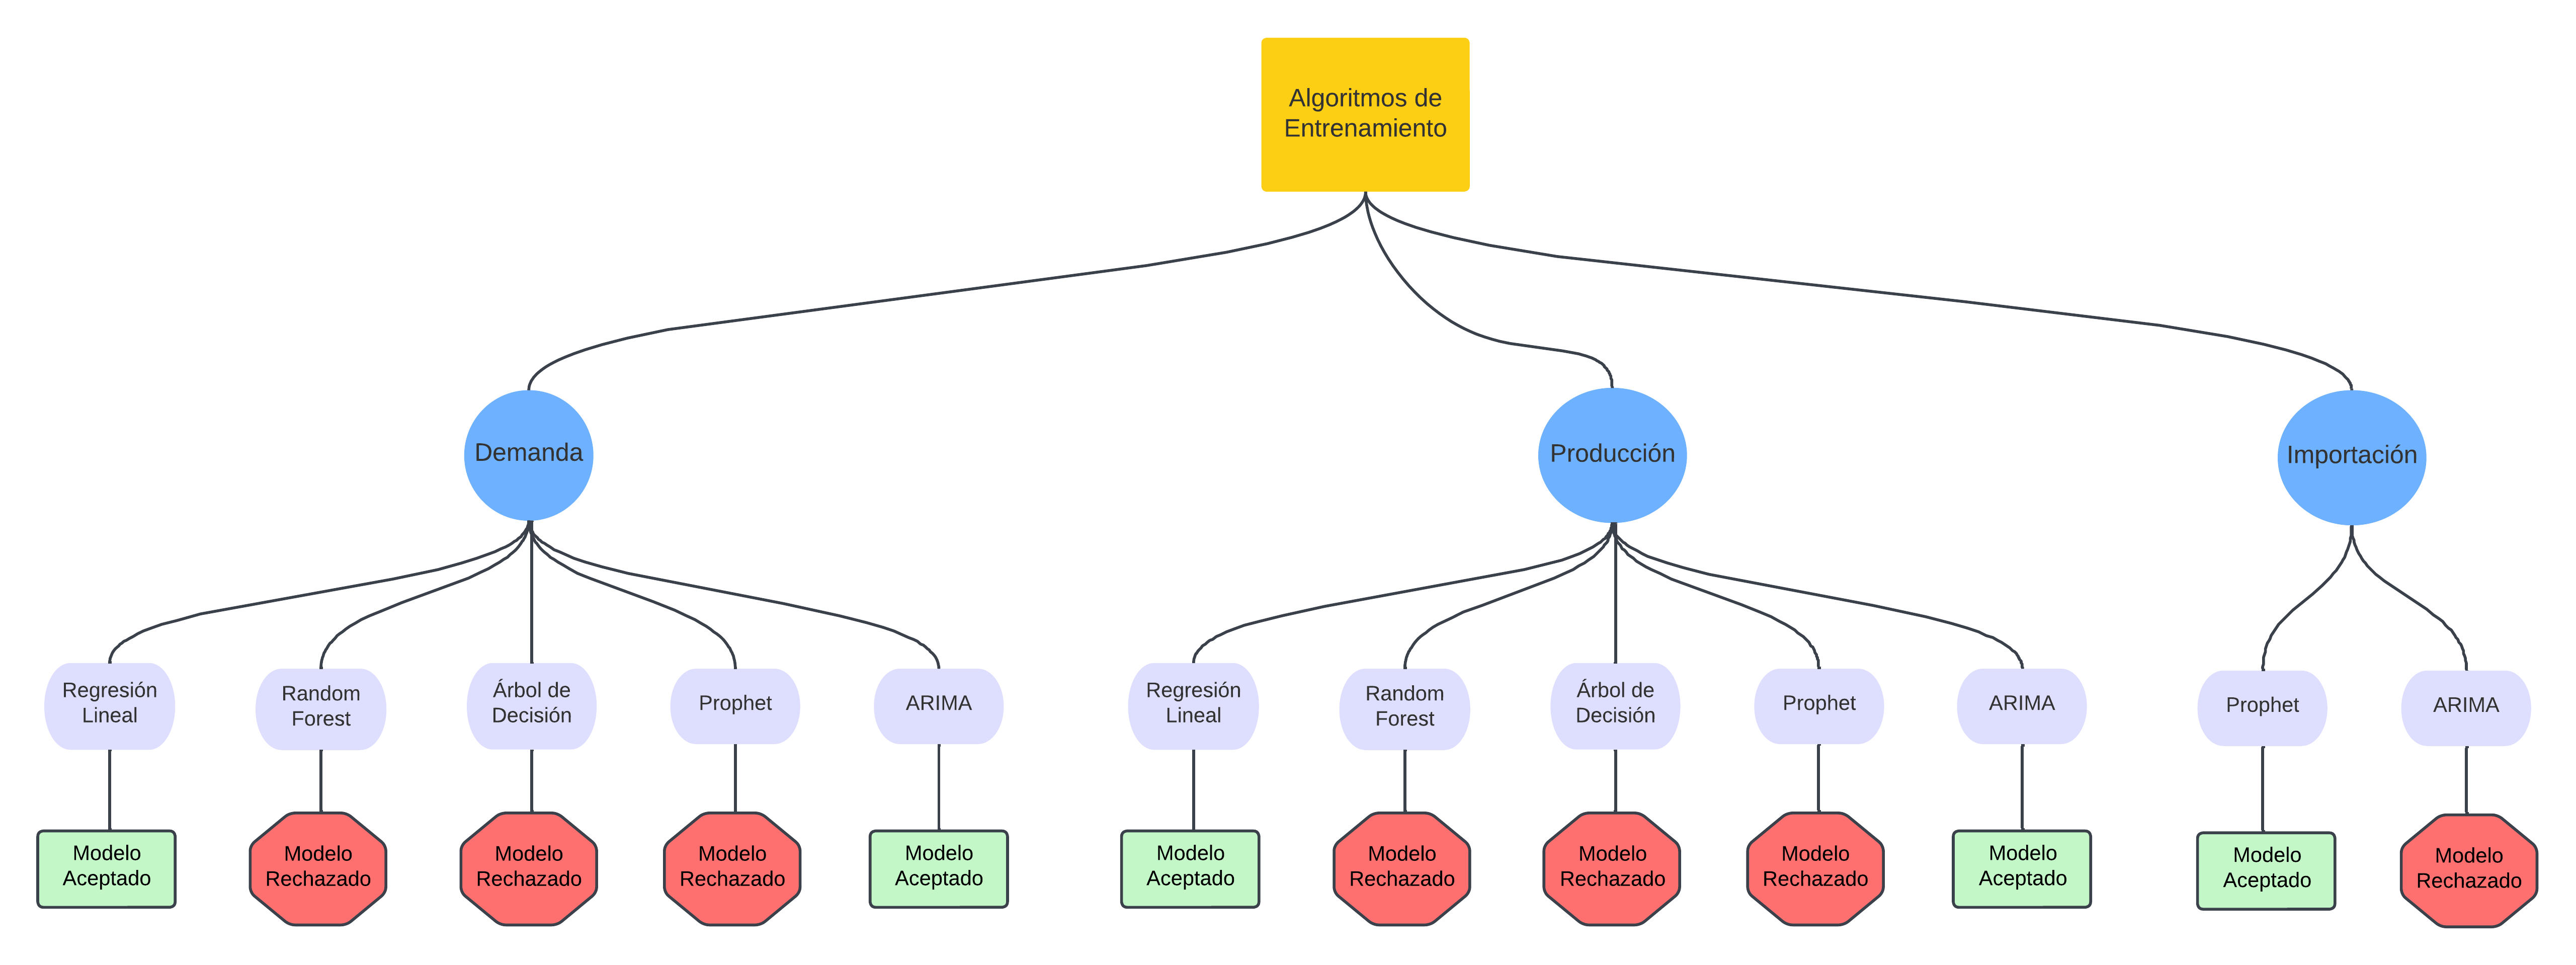 Algoritmos de
Entrenamiento
Demanda
Producción
Importación
Regresión
Lineal
Random
Forest
Árbol de
Decisión
Prophet
ARIMA
Regresión
Lineal
Random
Forest
Árbol de
Decisión
Prophet
ARIMA
Prophet
ARIMA
Modelo
Aceptado
Modelo
Rechazado
Modelo
Rechazado
Modelo
Rechazado
Modelo
Aceptado
Modelo
Aceptado
Modelo
Rechazado
Modelo
Rechazado
Modelo
Rechazado
Modelo
Aceptado
Modelo
Aceptado
Modelo
Rechazado